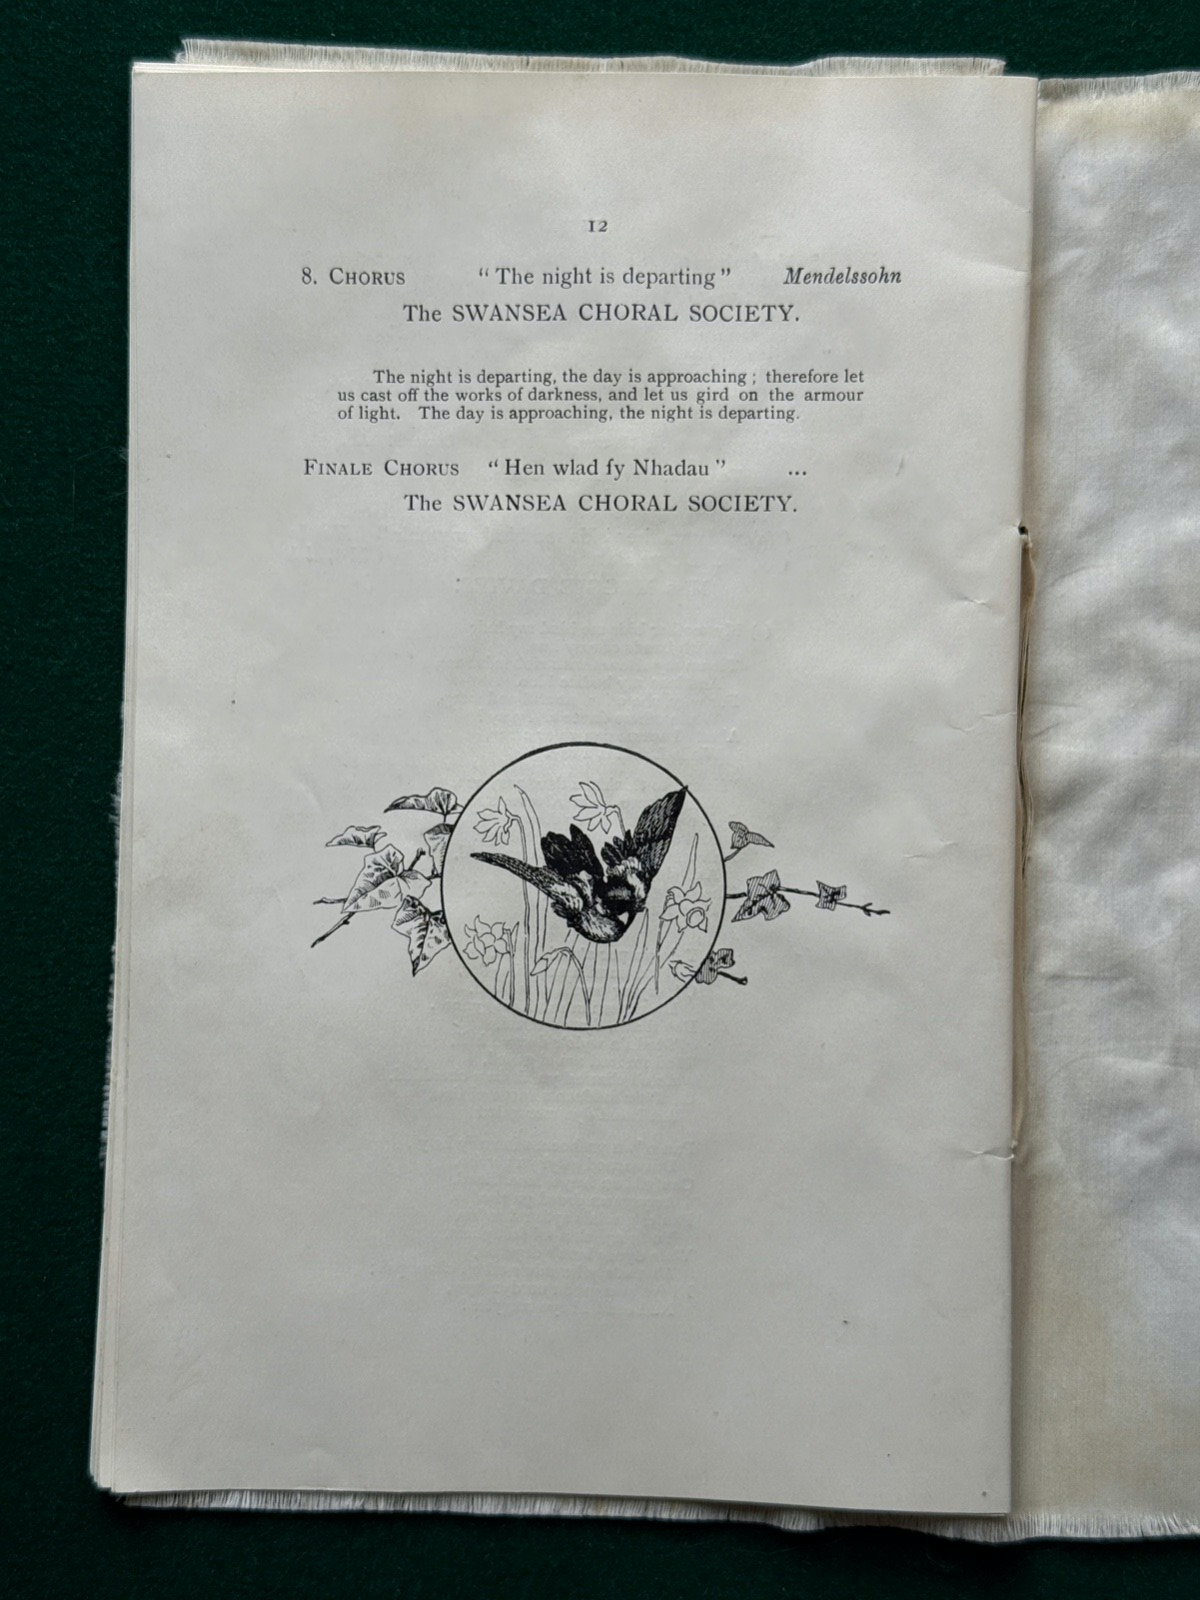 12
8. CHORUS “ The night is departing ” Mendelssohn
The SWANSEA CHORAL SOCIETY.
The night is departing, the day is approaching ; therefore let
us cast off the works of darkness, and let us gird on the armour
of light. The day is approaching, the night is departing.
FINALE CHORUS “ Hen wlad fy Nhadau ” ...
The SWANSEA CHORAL SOCIETY.